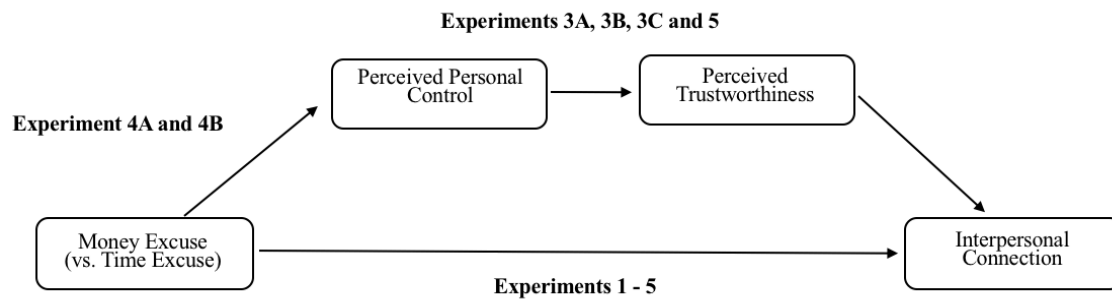 Experiments 3A, 3B, 3C and 5
Perceived Personal
Control
Perceived
Trustworthiness
Experiment 4A and 4B
Money Excuse
(vs. Time Excuse)
Interpersonal
Connection
Experiments 1 - 5